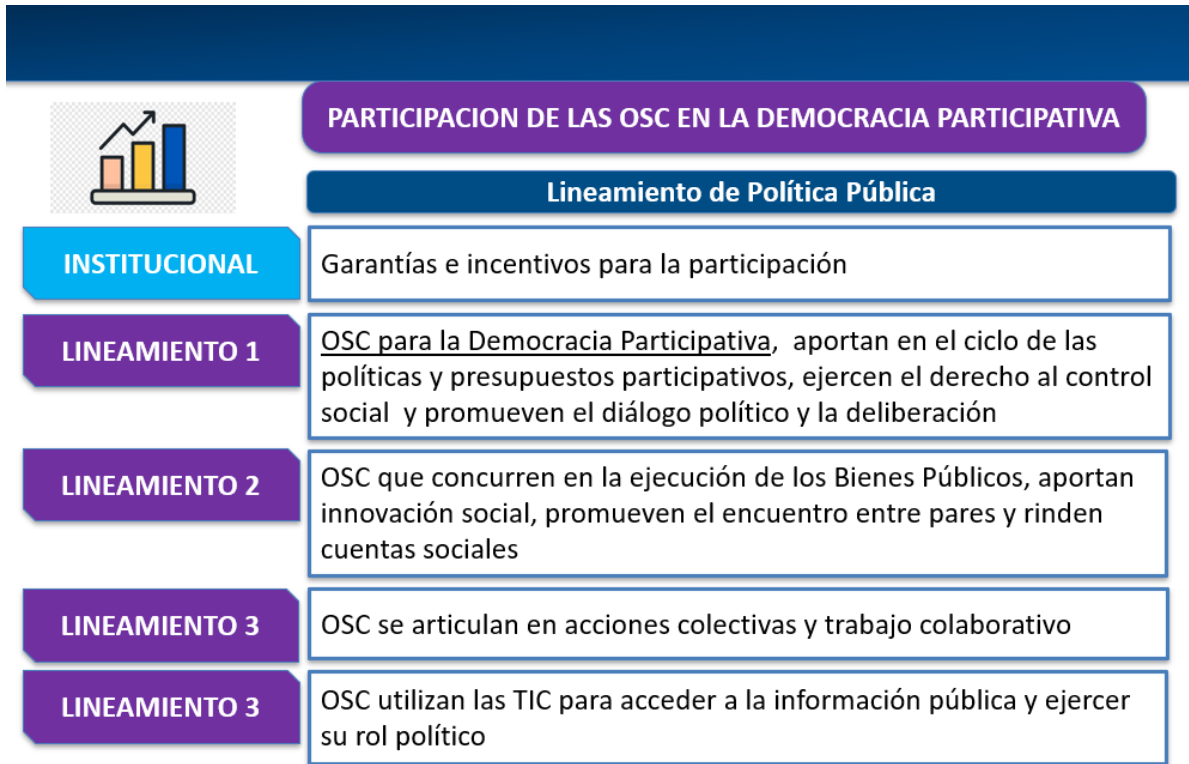 PARTICIPACION DE LAS OSC EN LA DEMOCRACIA PARTICIPATIVA
Lineamiento de Política Pública
INSTITUCIONAL
Garantías e incentivos para la participación
LINEAMIENTO 1
OSC para la Democracia Participativa, aportan en el ciclo de las
políticas y presupuestos participativos, ejercen el derecho al control
social y promueven el diálogo político y la deliberación
LINEAMIENTO 2
OSC que concurren en la ejecución de los Bienes Públicos, aportan
innovación social, promueven el encuentro entre pares y rinden
cuentas sociales
LINEAMIENTO 3
OSC se articulan en acciones colectivas y trabajo colaborativo
LINEAMIENTO 3
OSC utilizan las TIC para acceder a la información pública y ejercer
su rol político